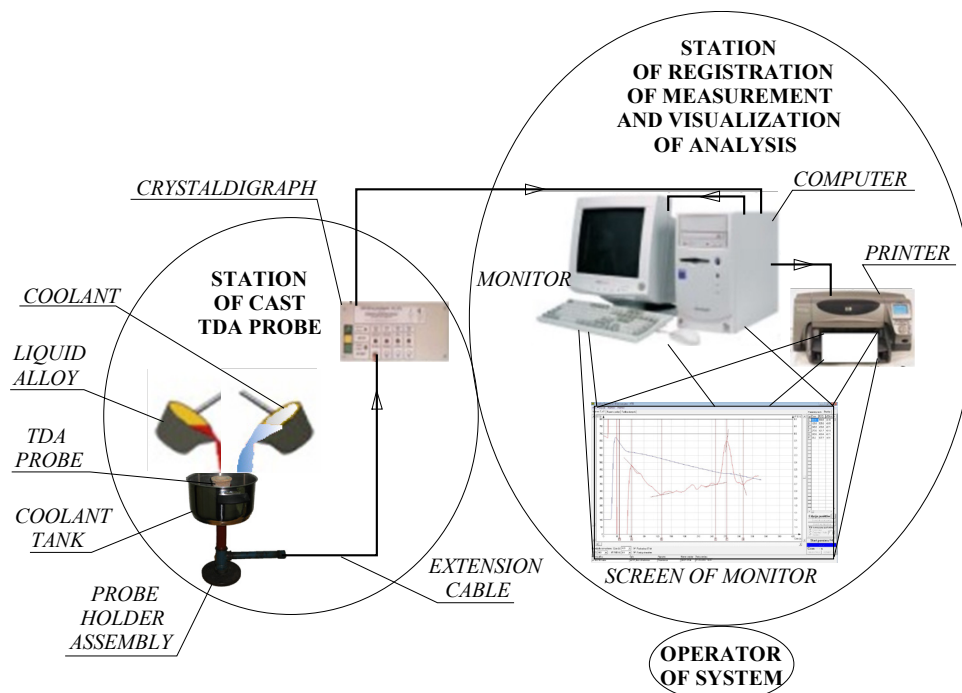 STATION
OF REGISTRATION
OF MEASUREMENT
AND VISUALIZATION
OF ANALYSIS
CRYSTALDIGRAPH
COMPUTER
PRINTER
MONITOR
STATION
OF CAST
TDA PROBE
COOLANT
LIQUID
ALLOY
TDA
PROBE
COOLANT
TANK
PROBE
HOLDER
ASSEMBLY
EXTENSION
CABLE
SCREEN OF MONITOR
OPERATOR
OF SYSTEM